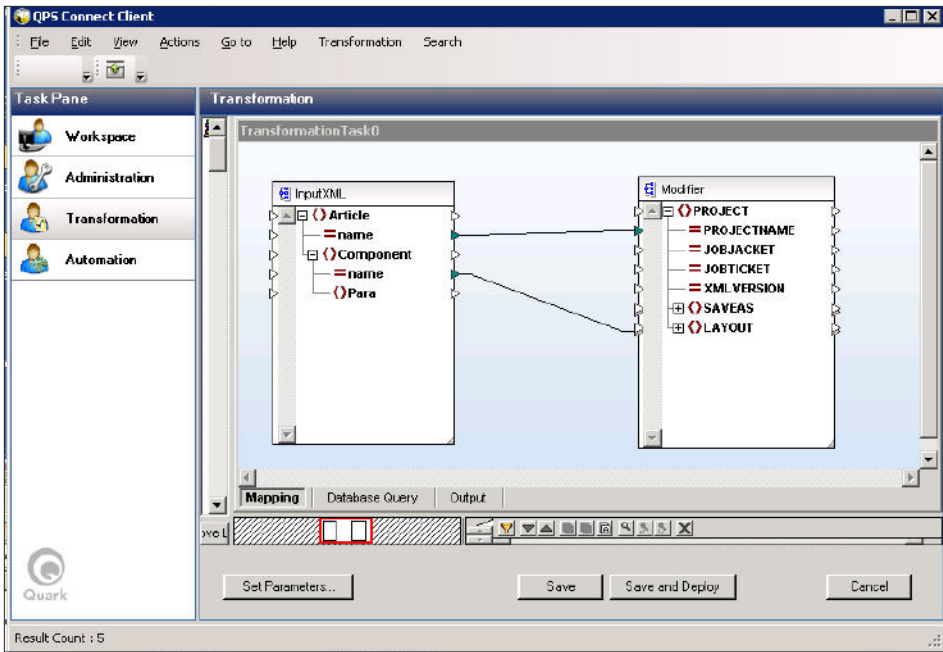 QPS Connect Client
File Edit View Actions Go to Help Transformation Search
Task Pane
Transformation
Workspace
Administration
Transformation
Automation
TransformationTask0
InputXML
Article
name
Component
name
Para
Modifier
PROJECT
PROJECTNAME
JOBJACKET
JOBTICKET
XMLVERSION
SAVEAS
LAYOUT
Mapping Database Query Output
ove L
Set Parameters... Save Save and Deploy Cancel
Quark
Result Count : 5